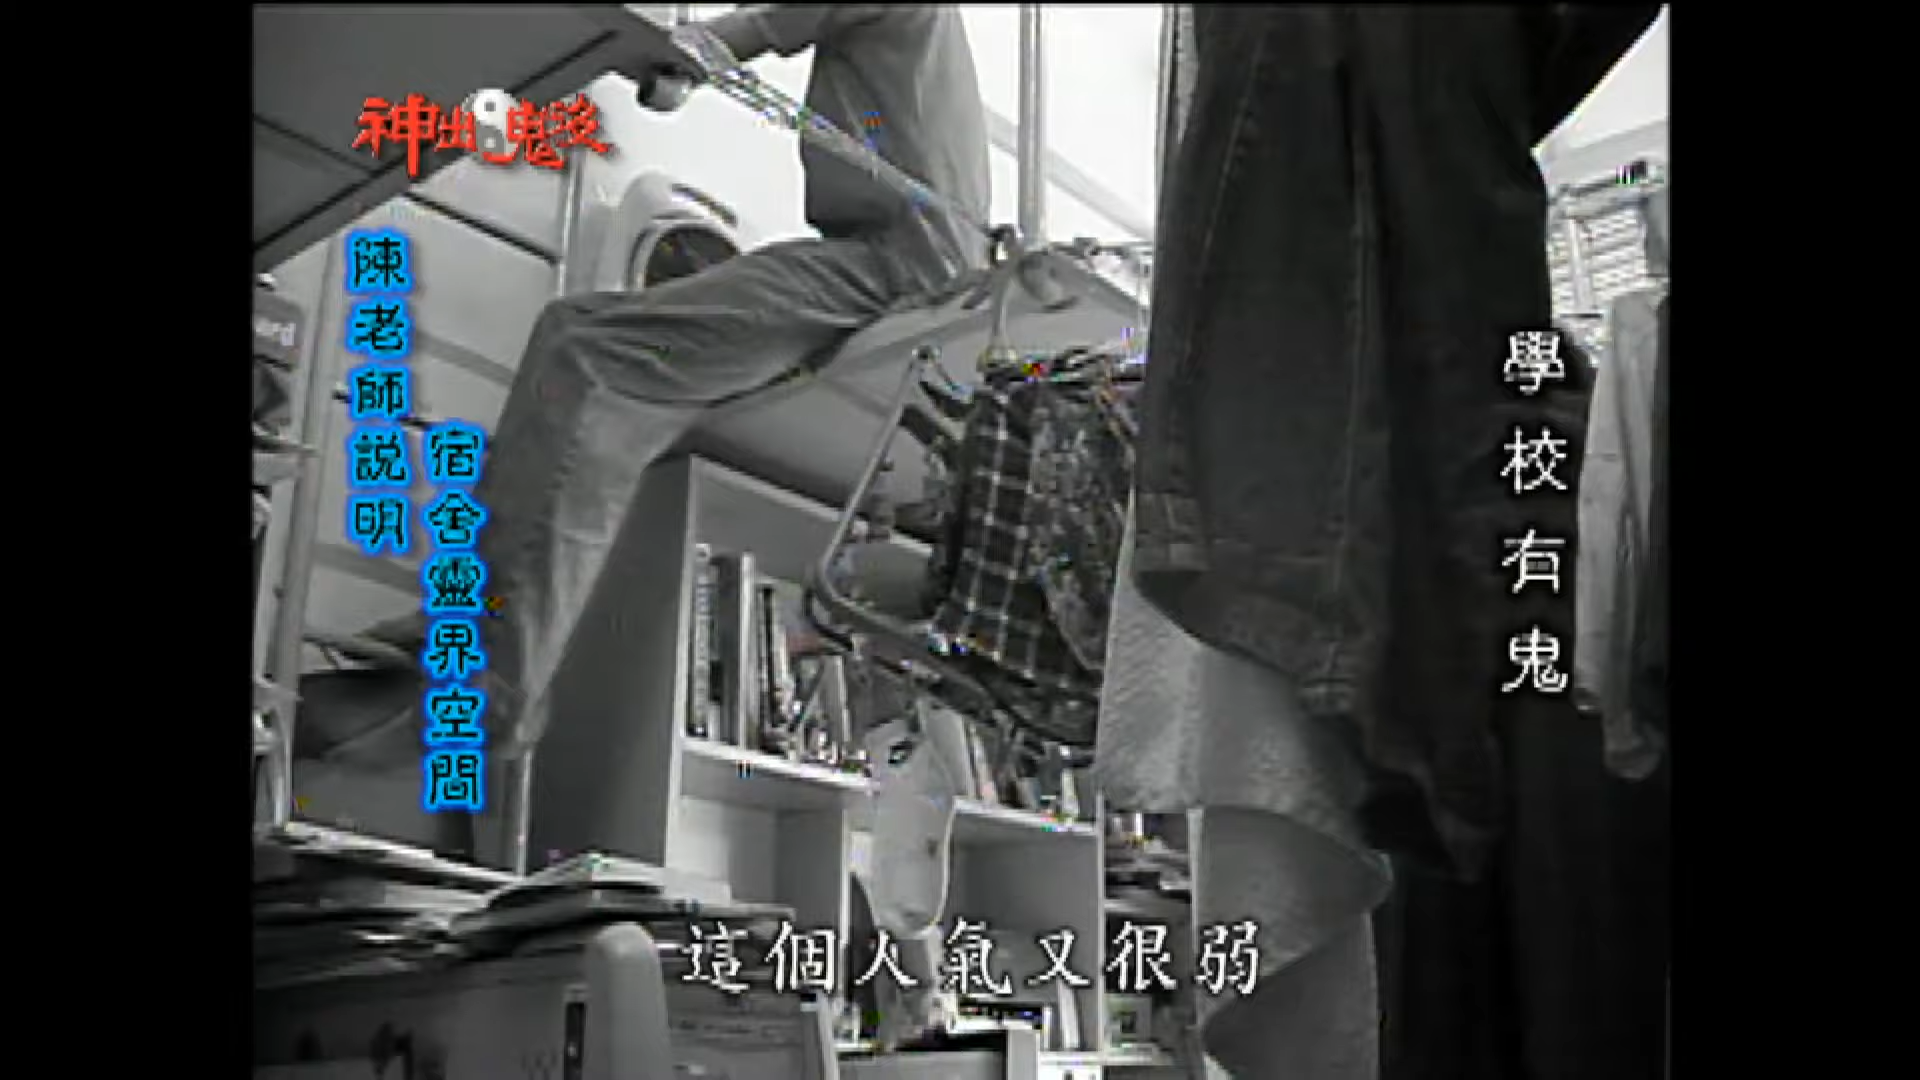 神出鬼沒
陳老師說明
宿舍靈界空間
學校有鬼
這個人氣又很弱